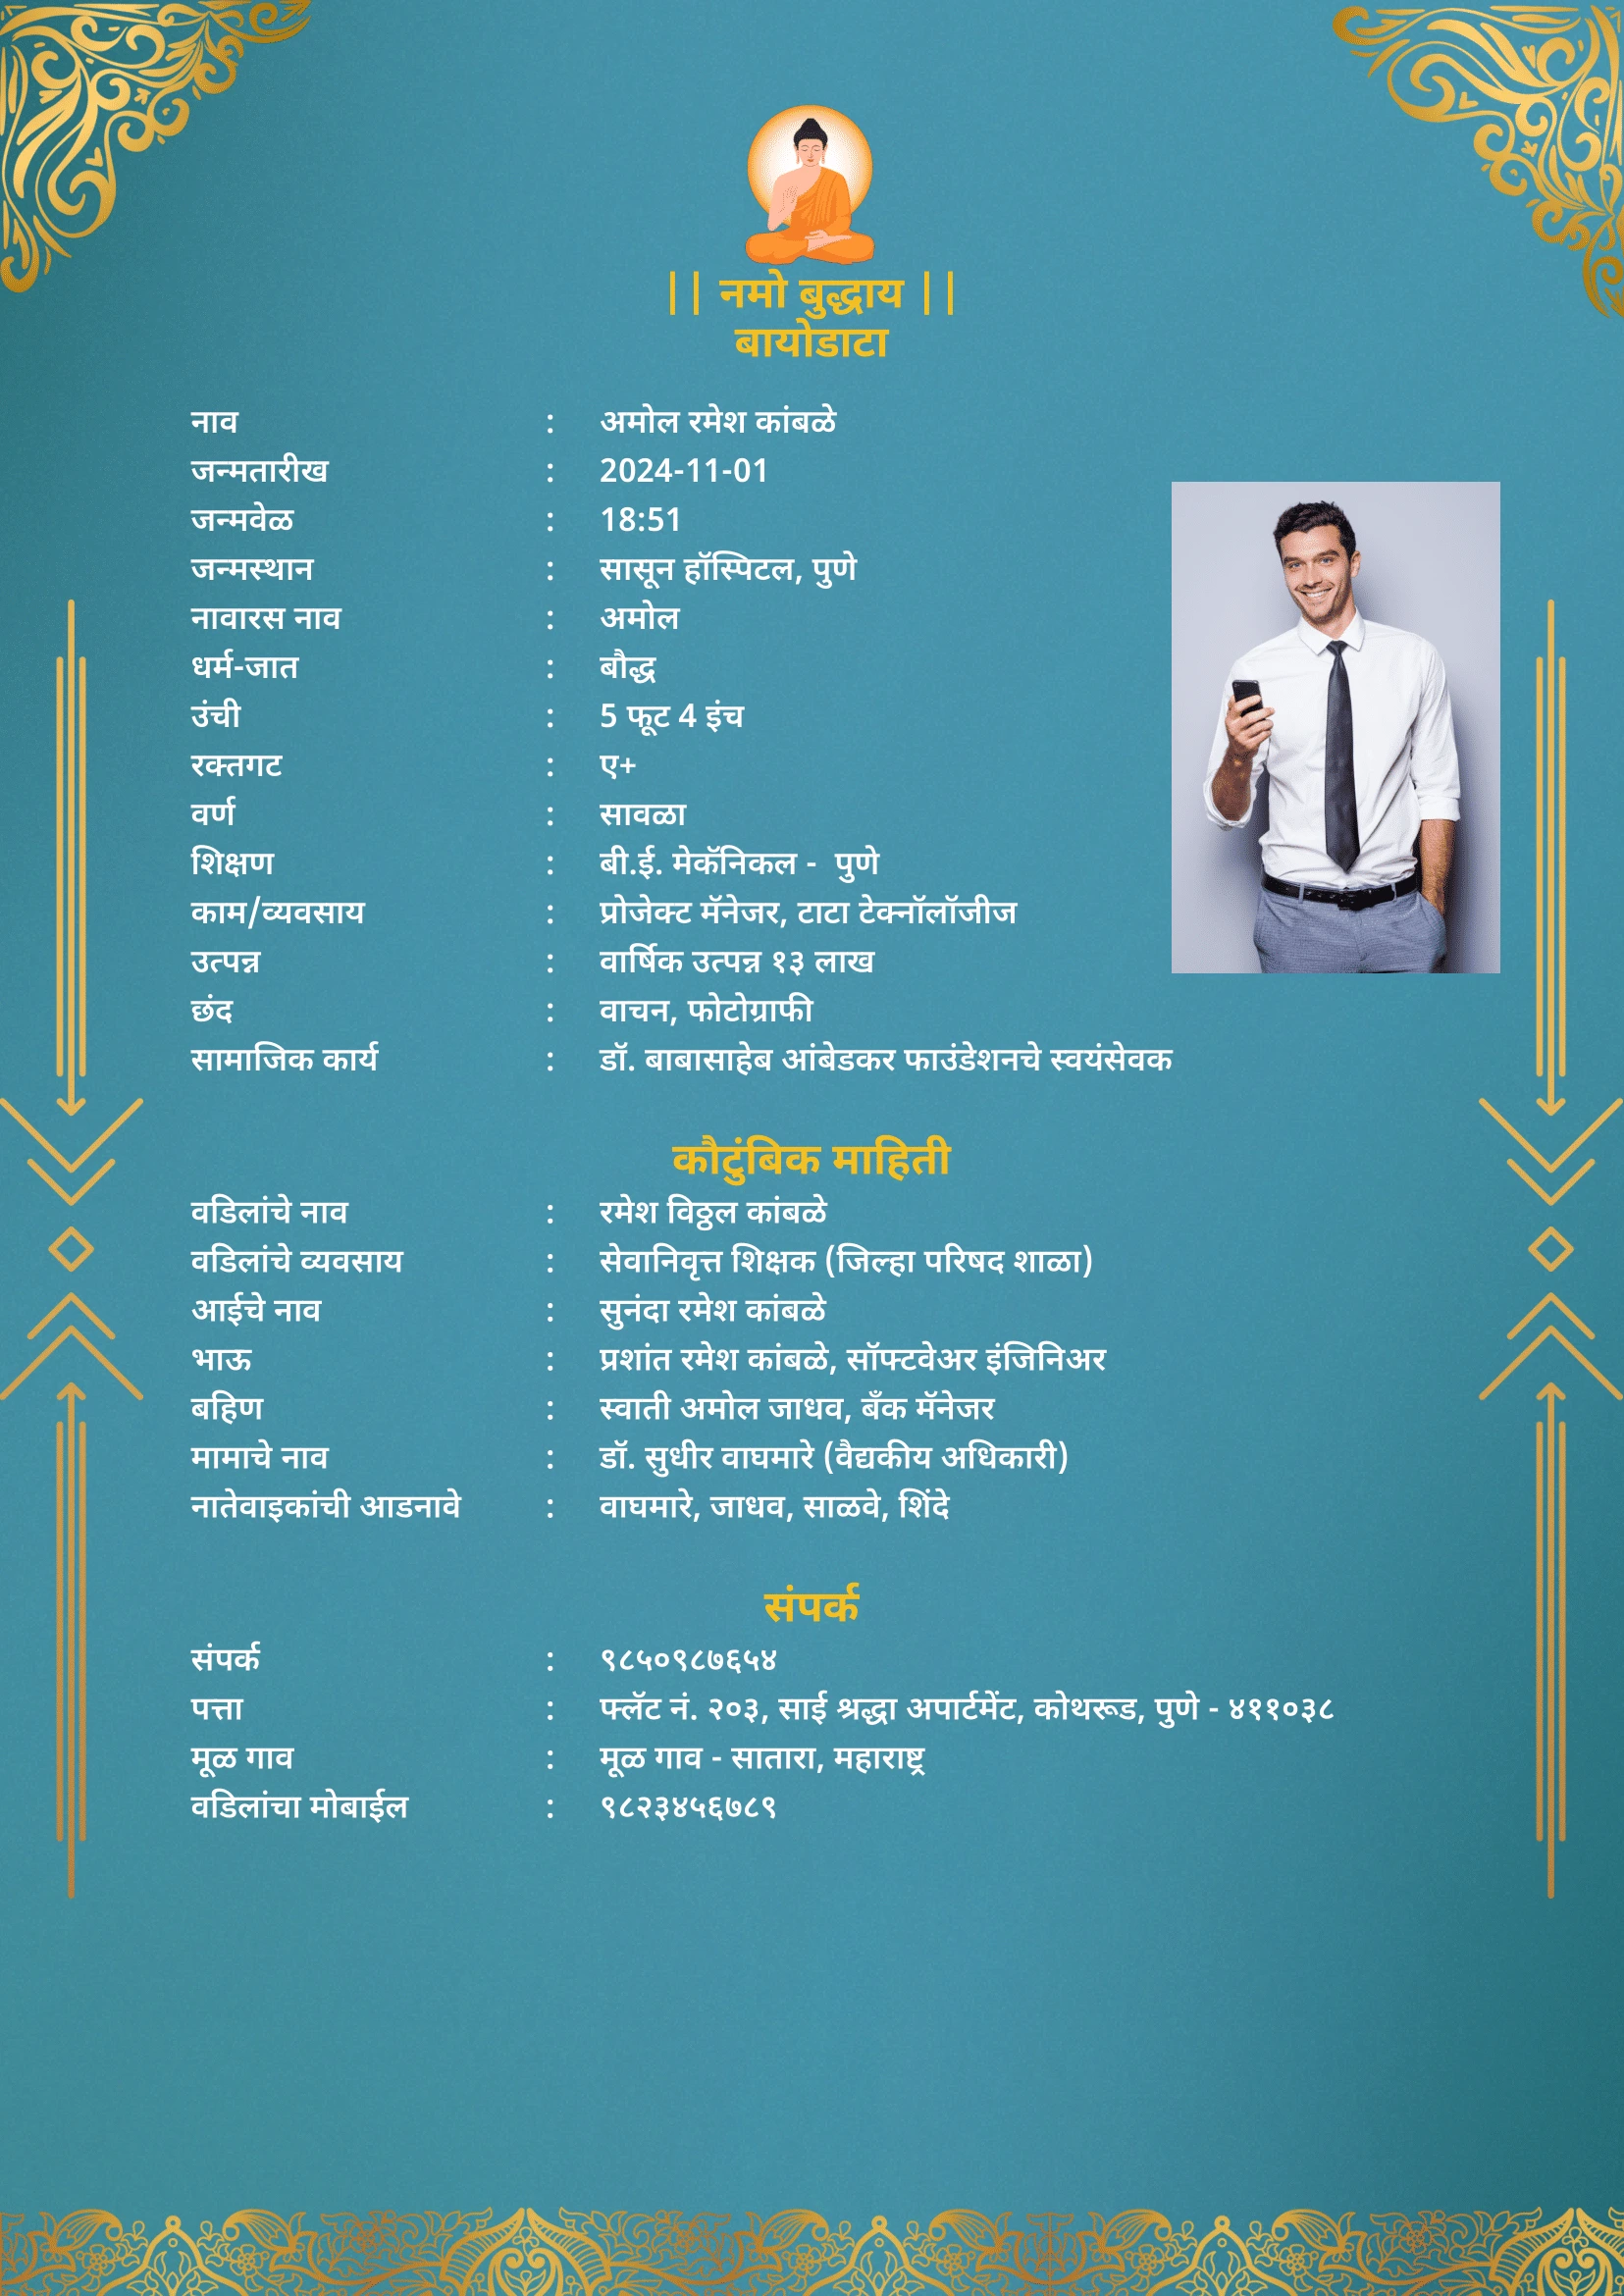 || नमो बुद्धाय ||
बायोडाटा
नाव : अमोल रमेश कांबळे
जन्मतारीख : 2024-11-01
जन्मवेळ : 18:51
जन्मस्थान : सासून हॉस्पिटल, पुणे
नावारस नाव : अमोल
धर्म-जात : बौद्ध
उंची : 5 फूट 4 इंच
रक्तगट : ए+
वर्ण : सावळा
शिक्षण : बी.ई. मेकॅनिकल - पुणे
काम/व्यवसाय : प्रोजेक्ट मॅनेजर, टाटा टेक्नॉलॉजीज
उत्पन्न : वार्षिक उत्पन्न १३ लाख
छंद : वाचन, फोटोग्राफी
सामाजिक कार्य : डॉ. बाबासाहेब आंबेडकर फाउंडेशनचे स्वयंसेवक
कौटुंबिक माहिती
वडिलांचे नाव : रमेश विठ्ठल कांबळे
वडिलांचे व्यवसाय : सेवानिवृत्त शिक्षक (जिल्हा परिषद शाळा)
आईचे नाव : सुनंदा रमेश कांबळे
भाऊ : प्रशांत रमेश कांबळे, सॉफ्टवेअर इंजिनिअर
बहिण : स्वाती अमोल जाधव, बँक मॅनेजर
मामाचे नाव : डॉ. सुधीर वाघमारे (वैद्यकीय अधिकारी)
नातेवाइकांची आडनावे : वाघमारे, जाधव, साळवे, शिंदे
संपर्क
संपर्क : ९८५०९८७६५४
पत्ता : फ्लॅट नं. २०३, साई श्रद्धा अपार्टमेंट, कोथरूड, पुणे - ४११०३८
मूळ गाव : मूळ गाव - सातारा, महाराष्ट्र
वडिलांचा मोबाईल : ९८२३४५६७८९